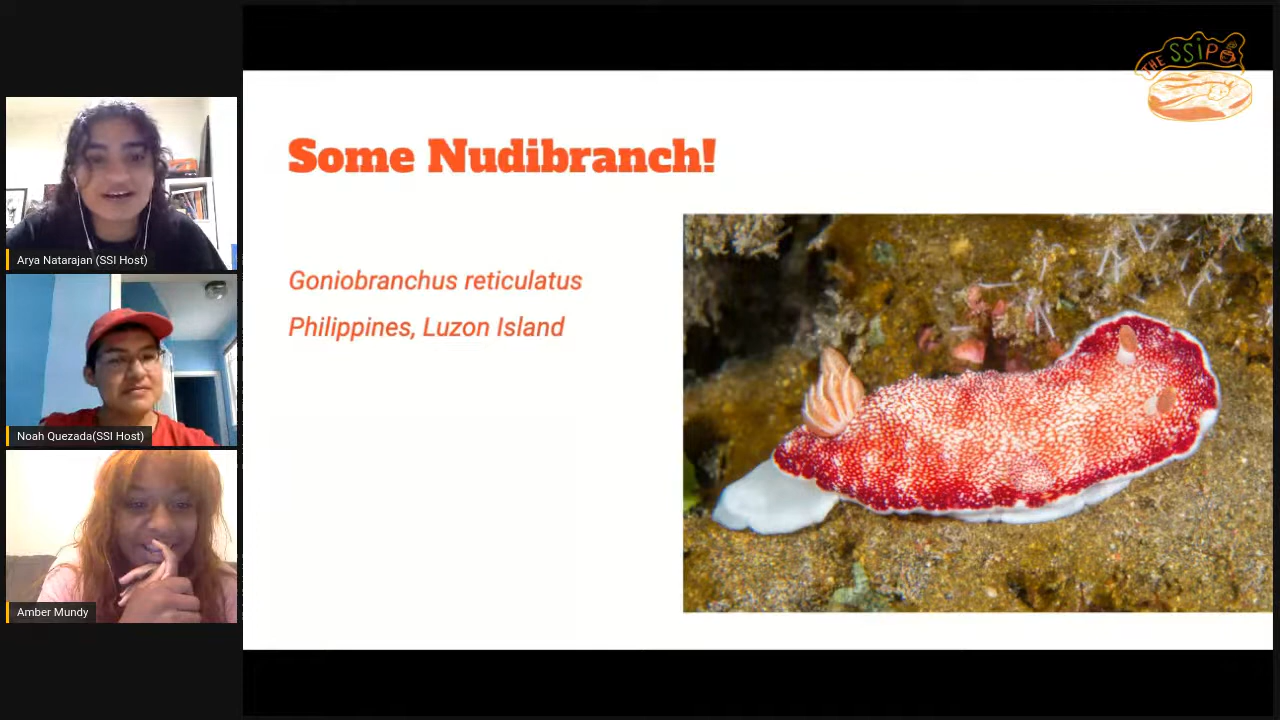 THE SSiP
Some Nudibranch!
Goniobranchus reticulatus
Philippines, Luzon Island
Arya Natarajan (SSI Host)
Noah Quezada(SSI Host)
Amber Mundy